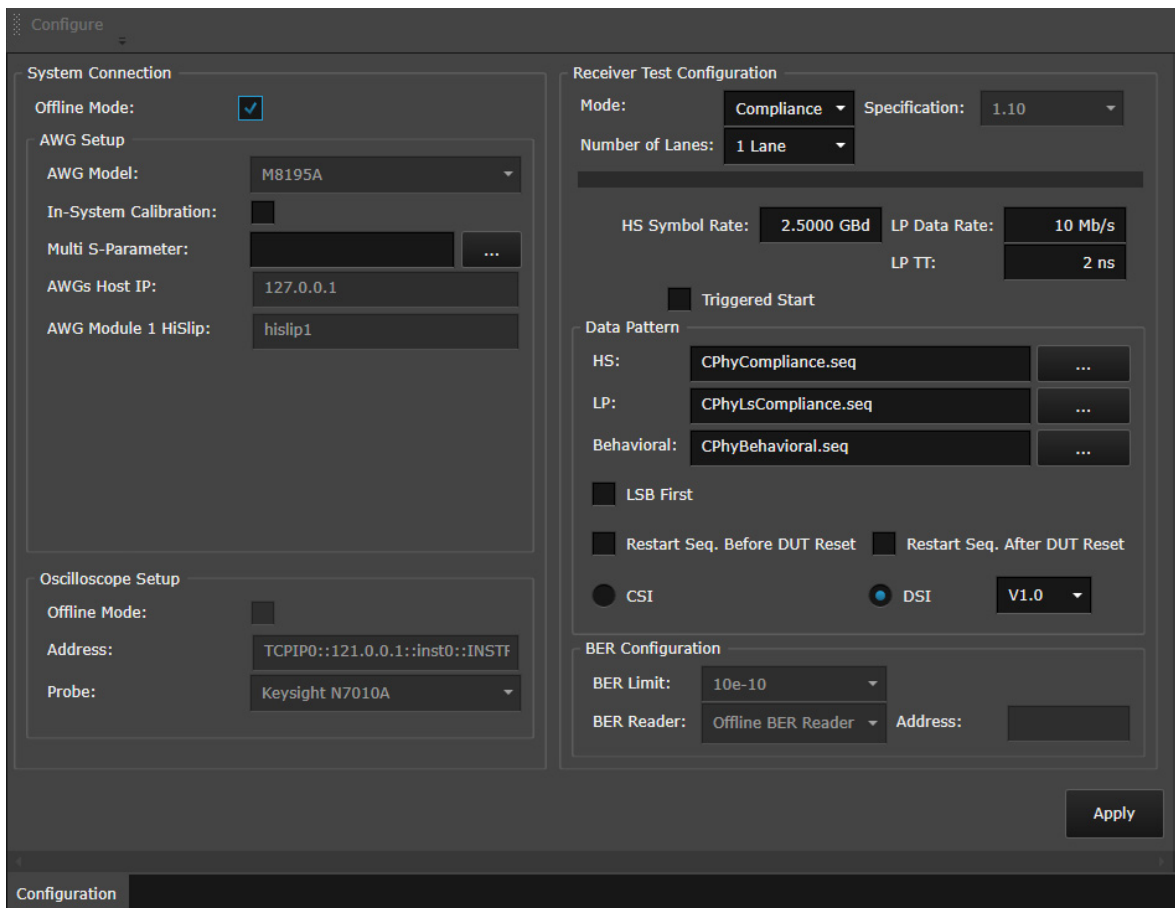 Configure
System Connection
Offline Mode:
AWG Setup
AWG Model: M8195A
In-System Calibration:
Multi S-Parameter: ...
AWGs Host IP: 127.0.0.1
AWG Module 1 HiSlip: hislip1
Oscilloscope Setup
Offline Mode:
Address: TCPIP0::121.0.0.1::inst0::INSTF
Probe: Keysight N7010A
Receiver Test Configuration
Mode: Compliance Specification: 1.10
Number of Lanes: 1 Lane
HS Symbol Rate: 2.5000 GBd LP Data Rate: 10 Mb/s
LP TT: 2 ns
Triggered Start
Data Pattern
HS: CPhyCompliance.seq ...
LP: CPhyLsCompliance.seq ...
Behavioral: CPhyBehavioral.seq ...
LSB First
Restart Seq. Before DUT Reset Restart Seq. After DUT Reset
CSI DSI V1.0
BER Configuration
BER Limit: 10e-10
BER Reader: Offline BER Reader Address:
Apply
Configuration